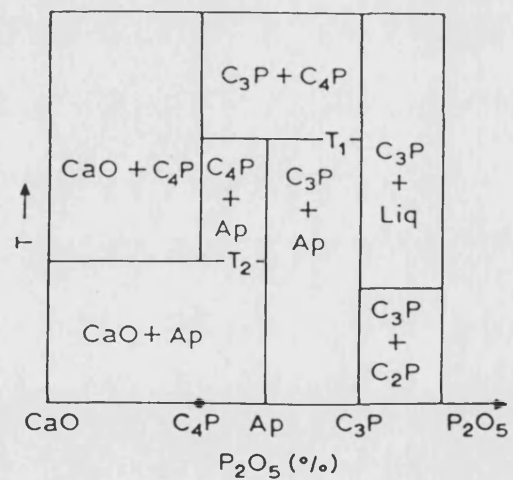 C₃P + C₄P
T₁
CaO + C₄P
C₄P
+
Ap
C₃P
+
Ap
C₃P
+
Liq
T
T₂
CaO + Ap
C₃P
+
C₂P
CaO C₄P Ap C₃P P₂O₅
P₂O₅ (%)